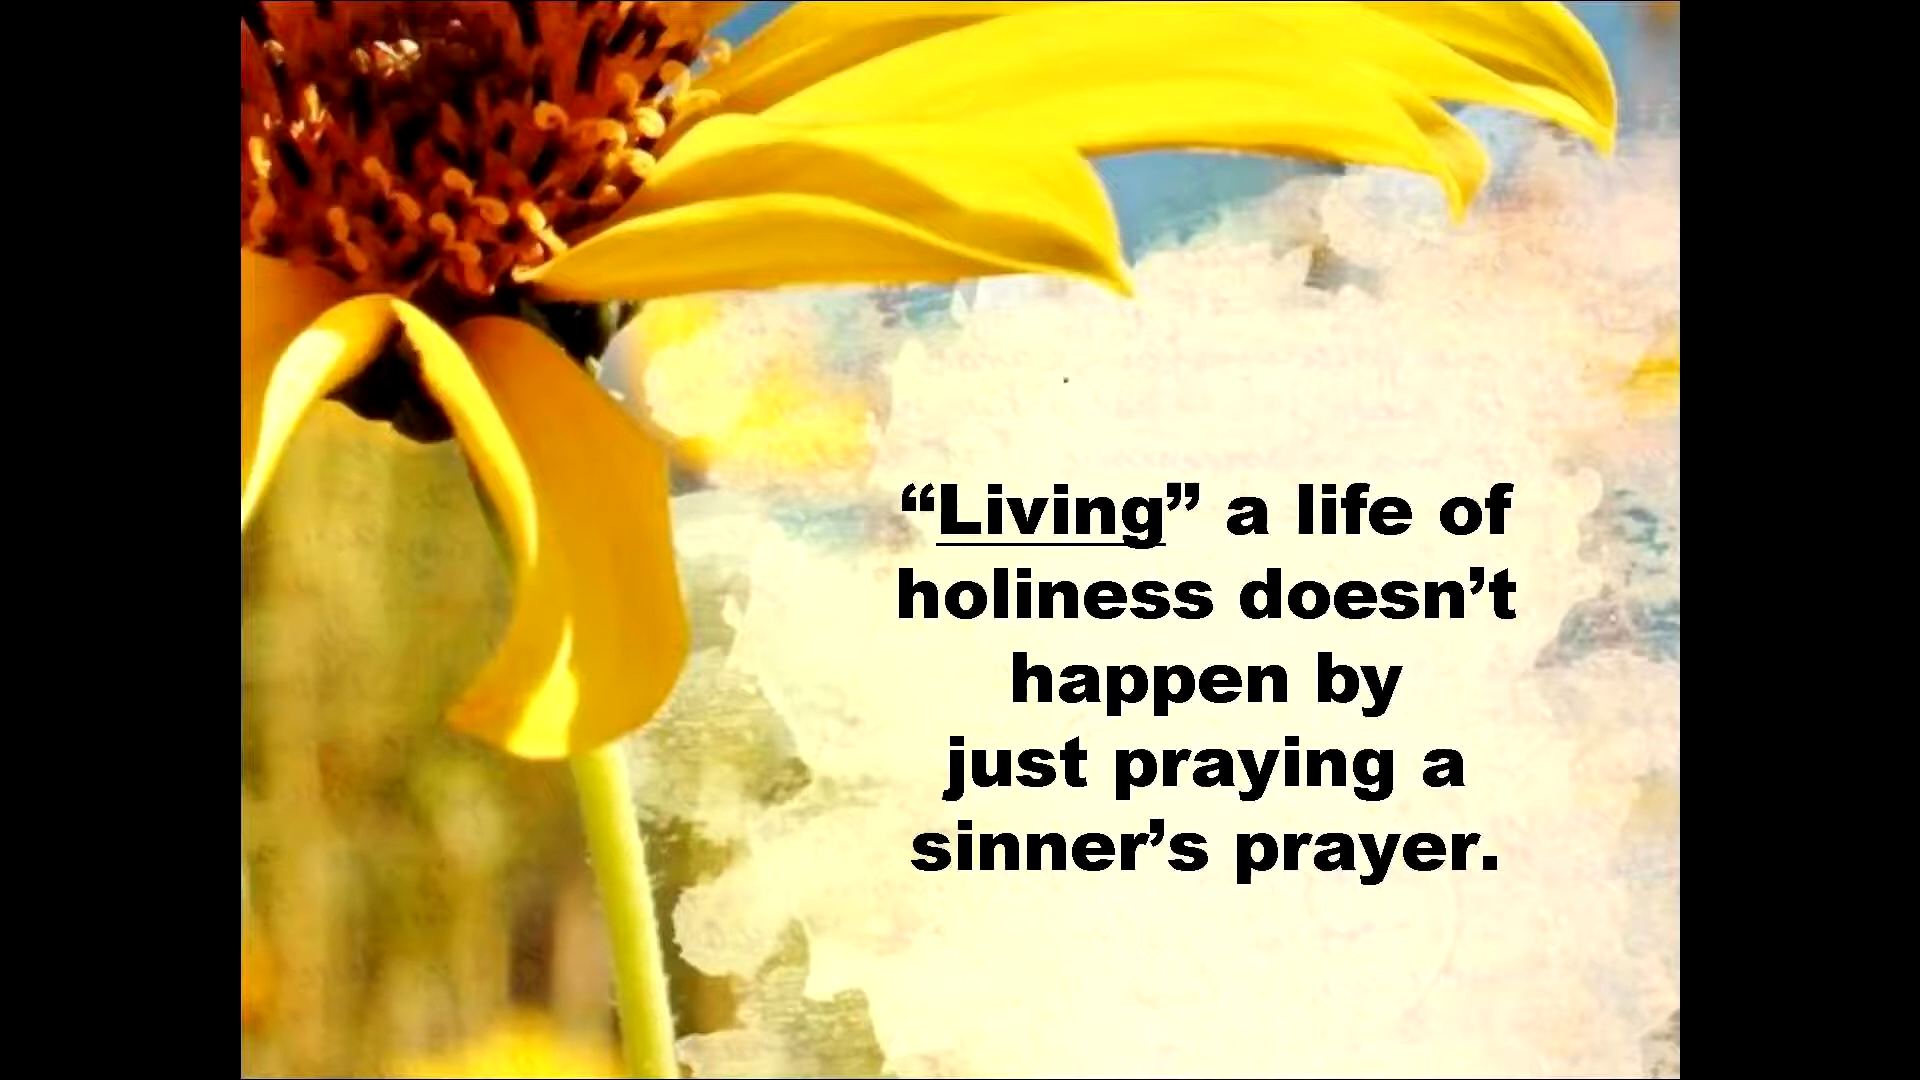 “Living” a life of
holiness doesn’t
happen by
just praying a
sinner’s prayer.